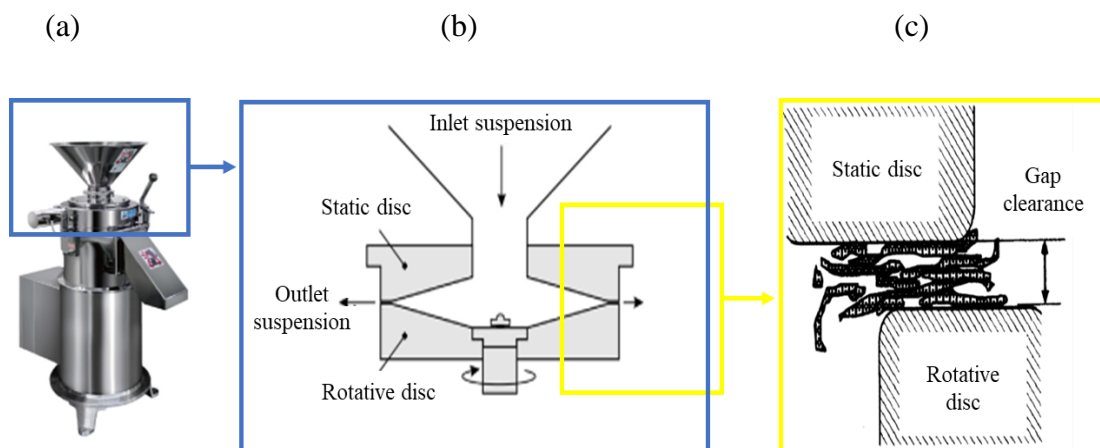 (a)
(b)
(c)
Inlet suspension
Static disc
Outlet
suspension
Rotative disc
Static disc
Gap
clearance
Rotative
disc